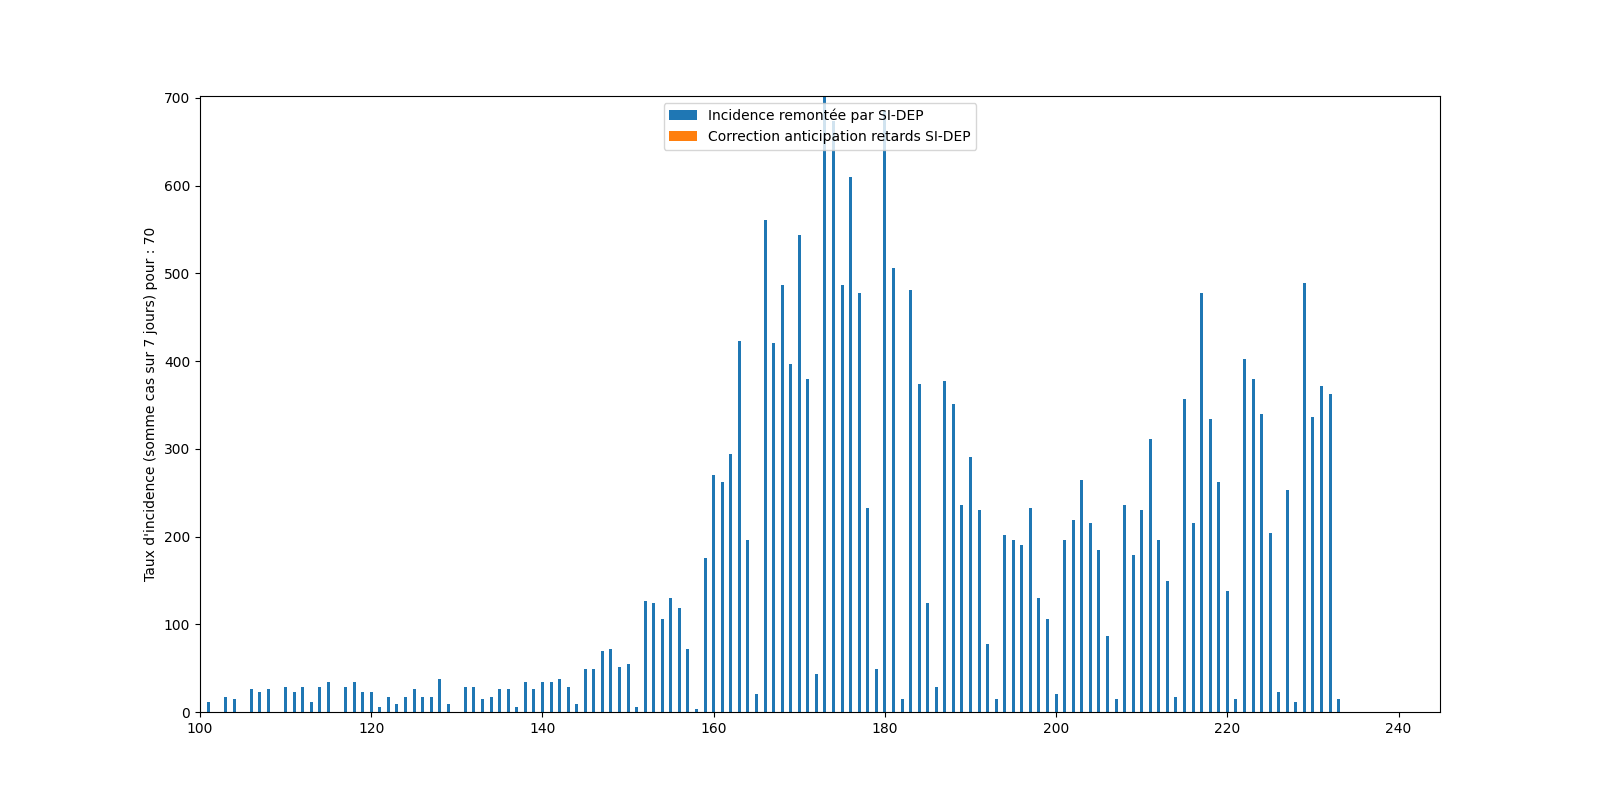 700
600
500
400
300
200
100
0
Taux d'incidence (somme cas sur 7 jours) pour : 70
Incidence remontée par SI-DEP
Correction anticipation retards SI-DEP
100 120 140 160 180 200 220 240